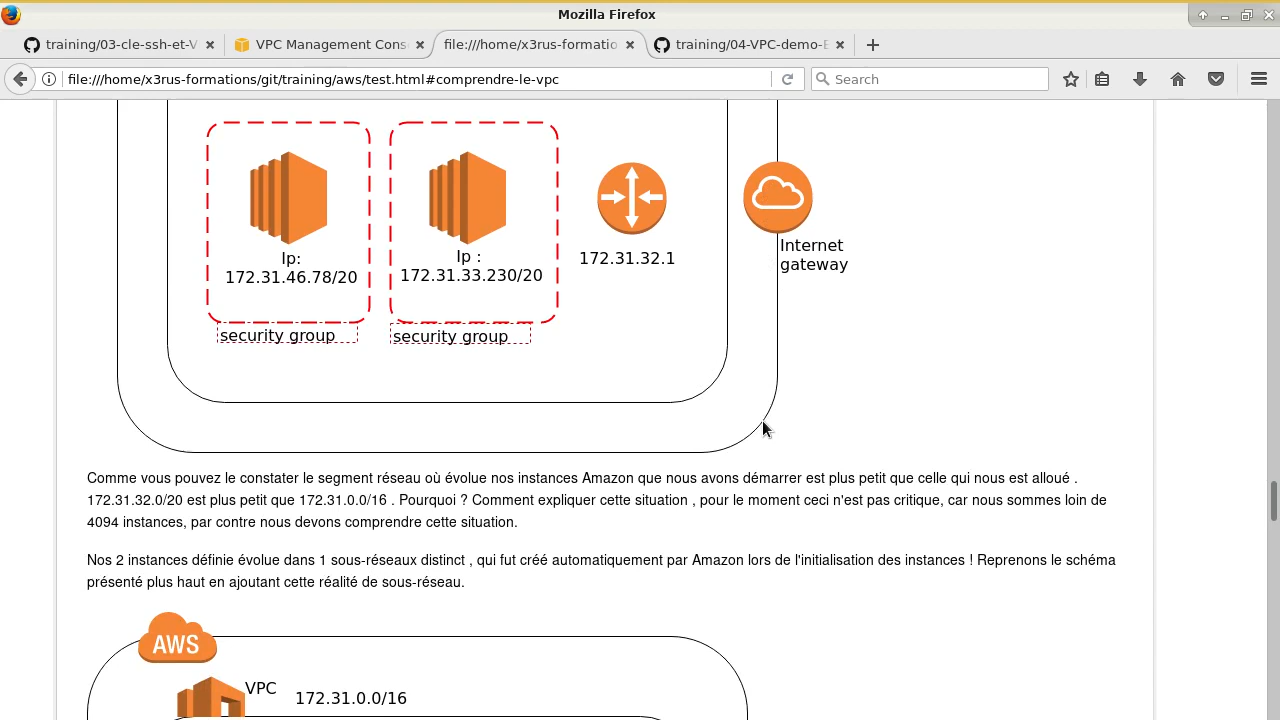 Mozilla Firefox
training/03-cle-ssh-et-V
VPC Management Cons
file:///home/x3rus-formatio
training/04-VPC-demo-E
file:///home/x3rus-formations/git/training/aws/test.html#comprendre-le-vpc
Search
Ip:
172.31.46.78/20
Ip :
172.31.33.230/20
172.31.32.1
Internet
gateway
security group
security group
Comme vous pouvez le constater le segment réseau où évolue nos instances Amazon que nous avons démarrer est plus petit que celle qui nous est alloué .
172.31.32.0/20 est plus petit que 172.31.0.0/16 . Pourquoi ? Comment expliquer cette situation , pour le moment ceci n'est pas critique, car nous sommes loin de
4094 instances, par contre nous devons comprendre cette situation.
Nos 2 instances définie évolue dans 1 sous-réseaux distinct , qui fut créé automatiquement par Amazon lors de l'initialisation des instances ! Reprenons le schéma
présenté plus haut en ajoutant cette réalité de sous-réseau.
AWS
VPC
172.31.0.0/16